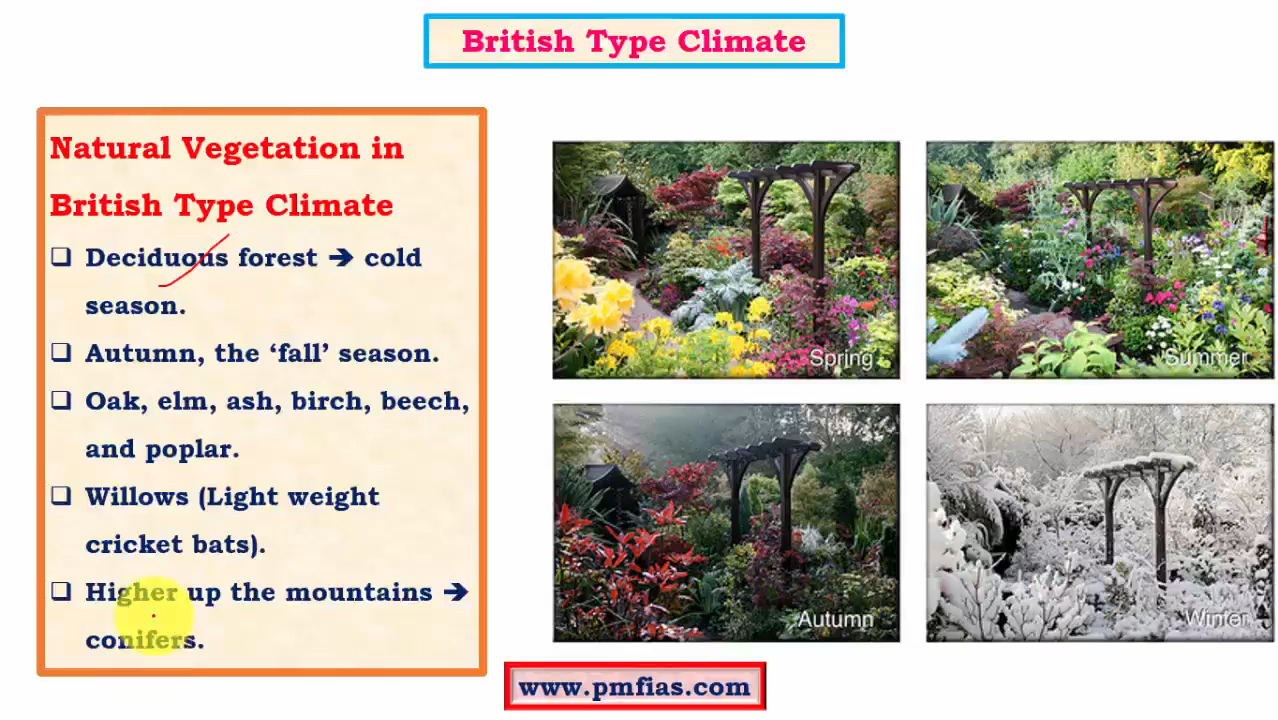 British Type Climate
Natural Vegetation in
British Type Climate
❑ Deciduous forest ➔ cold
season.
❑ Autumn, the ‘fall’ season.
❑ Oak, elm, ash, birch, beech,
and poplar.
❑ Willows (Light weight
cricket bats).
❑ Higher up the mountains ➔
conifers.
Spring
Summer
Autumn
Winter
www.pmfias.com